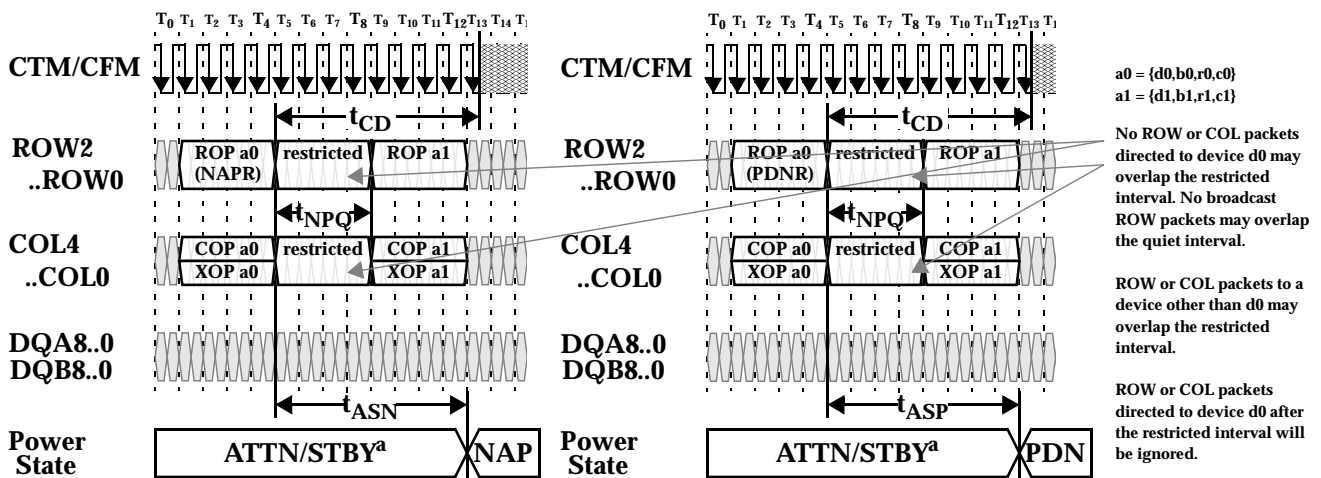 T0 T1 T2 T3 T4 T5 T6 T7 T8 T9 T10 T11 T12 T13 T14 T1
CTM/CFM
tCD
ROW2
..ROW0
ROP a0
(NAPR)
restricted
ROP a1
tNPQ
COL4
..COL0
COP a0
XOP a0
restricted
COP a1
XOP a1
DQA8..0
DQB8..0
tASN
Power
State
ATTN/STBYa
NAP
T0 T1 T2 T3 T4 T5 T6 T7 T8 T9 T10 T11 T12 T13 T1
CTM/CFM
tCD
ROW2
..ROW0
ROP a0
(PDNR)
restricted
ROP a1
tNPQ
COL4
..COL0
COP a0
XOP a0
restricted
COP a1
XOP a1
DQA8..0
DQB8..0
tASP
Power
State
ATTN/STBYa
PDN
a0 = {d0,b0,r0,c0}
a1 = {d1,b1,r1,c1}
No ROW or COL packets
directed to device d0 may
overlap the restricted
interval. No broadcast
ROW packets may overlap
the quiet interval.
ROW or COL packets to a
device other than d0 may
overlap the restricted
interval.
ROW or COL packets
directed to device d0 after
the restricted interval will
be ignored.